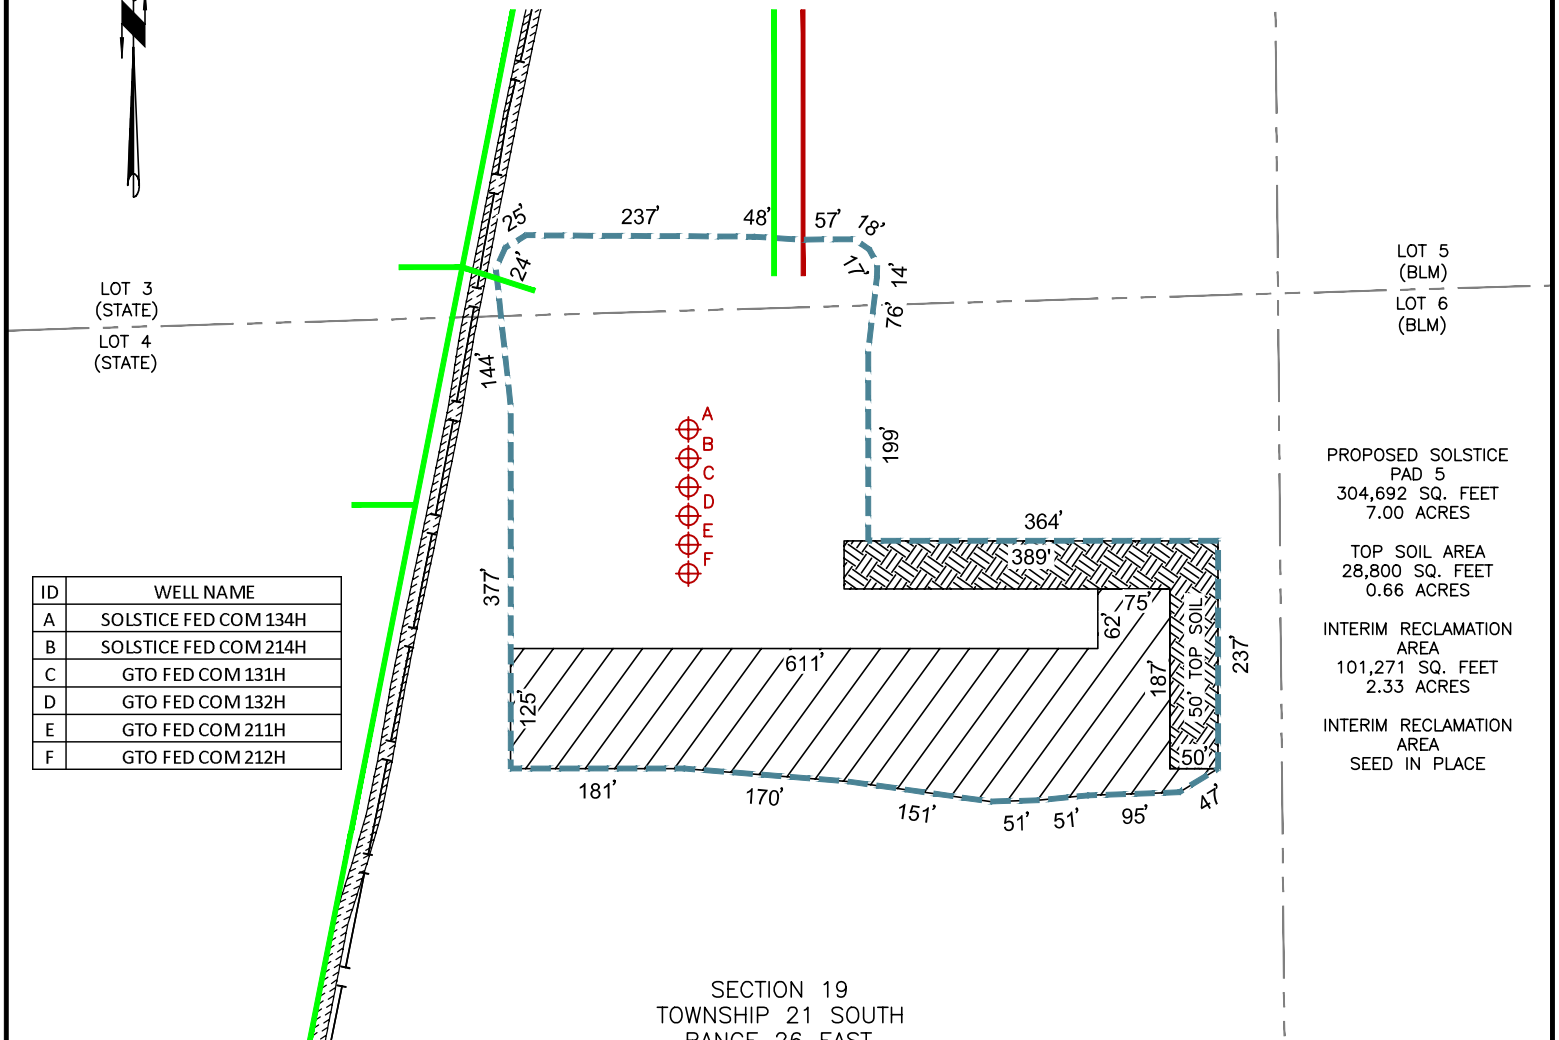 25'
237'
48'
57'
18'
24'
17'
14'
76'
LOT 5
(BLM)
LOT 6
(BLM)
LOT 3
(STATE)
LOT 4
(STATE)
144'
A
B
C
D
E
F
199'
364'
389'
377'
75'
62'
50' TOP SOIL
187'
237'
611'
125'
50'
181'
170'
151'
51'
51'
95'
47'
PROPOSED SOLSTICE
PAD 5
304,692 SQ. FEET
7.00 ACRES
TOP SOIL AREA
28,800 SQ. FEET
0.66 ACRES
INTERIM RECLAMATION
AREA
101,271 SQ. FEET
2.33 ACRES
INTERIM RECLAMATION
AREA
SEED IN PLACE
ID WELL NAME
A SOLSTICE FED COM 134H
B SOLSTICE FED COM 214H
C GTO FED COM 131H
D GTO FED COM 132H
E GTO FED COM 211H
F GTO FED COM 212H
SECTION 19
TOWNSHIP 21 SOUTH
RANGE 26 EAST